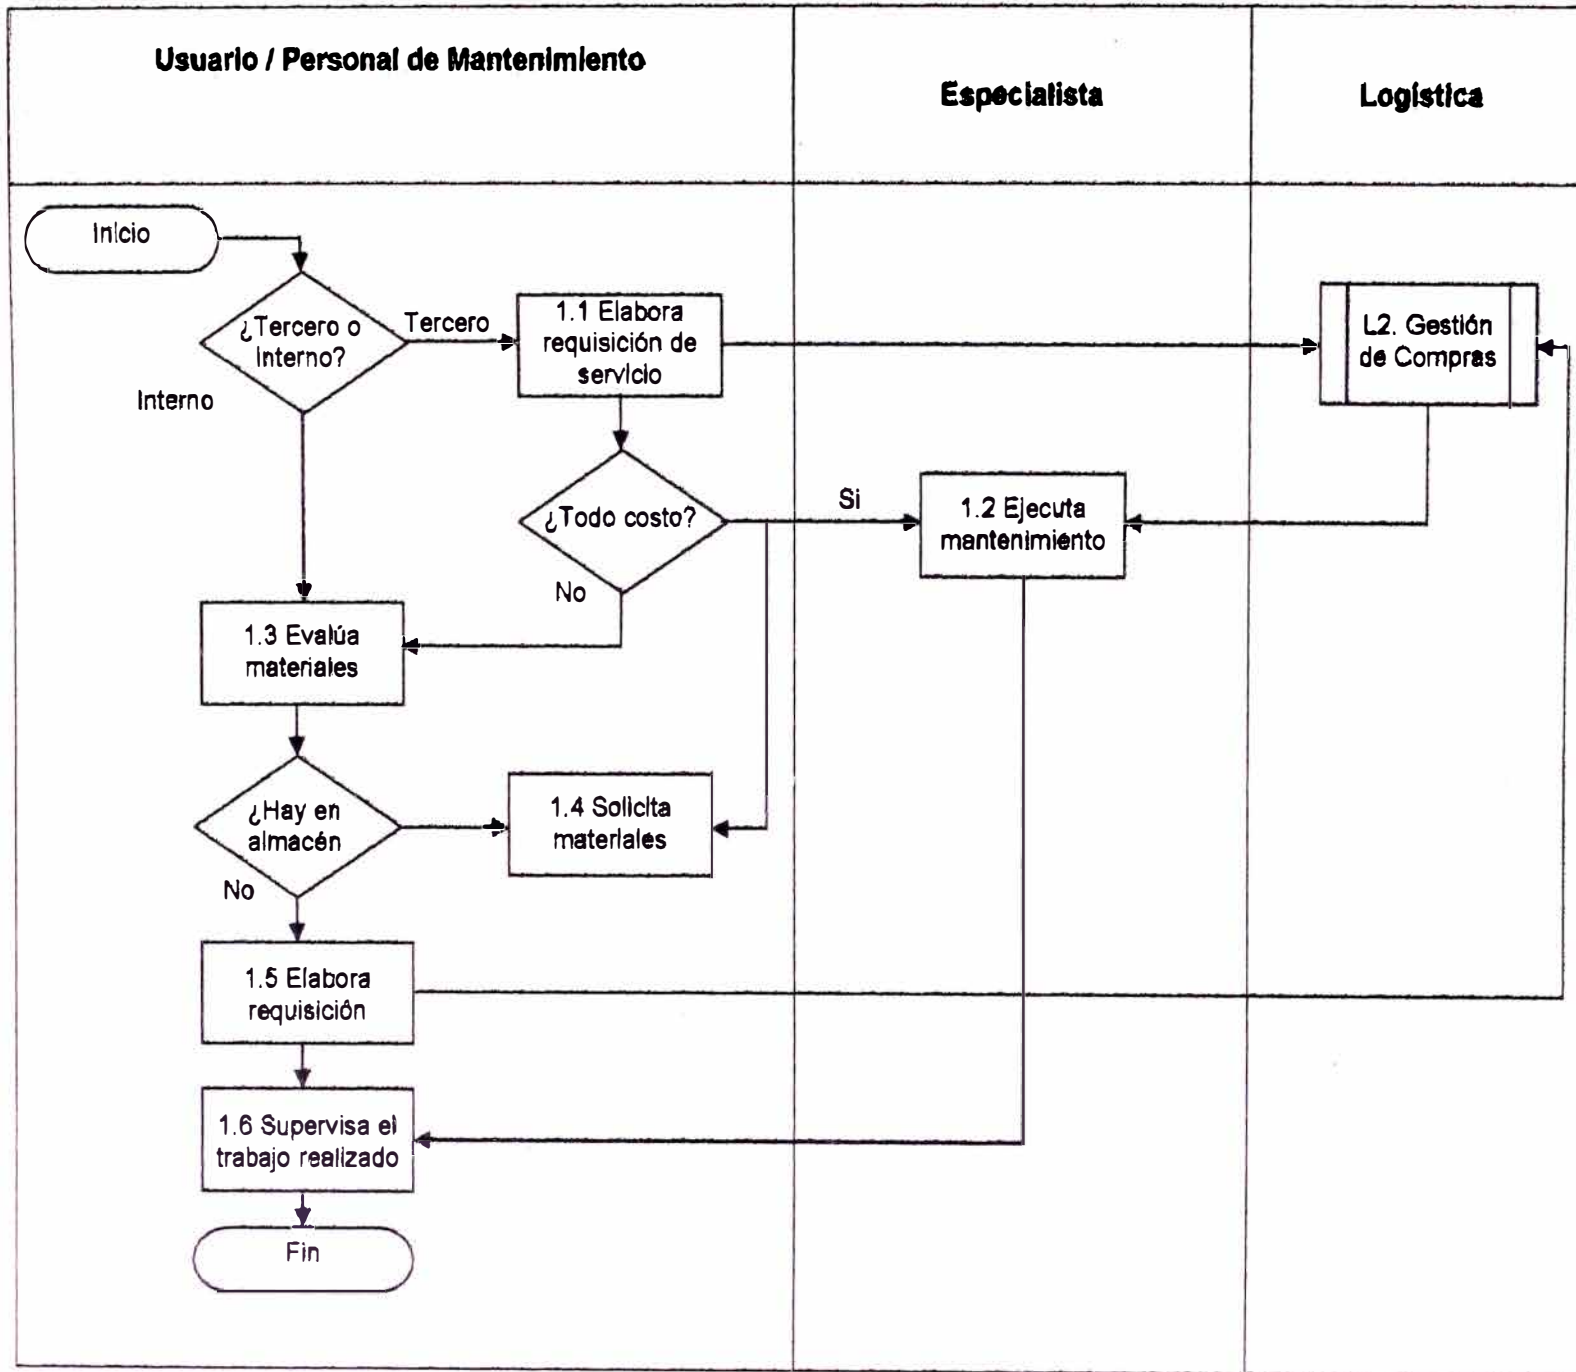 Usuario / Personal de Mantenimiento
Especialista
Logística
Inicio
¿Tercero o
Interno?
Tercero
Interno
1.1 Elabora
requisición de
servicio
L2. Gestión
de Compras
¿Todo costo?
Si
No
1.2 Ejecuta
mantenimiento
1.3 Evalúa
materiales
¿Hay en
almacén
No
1.4 Solicita
materiales
1.5 Elabora
requisición
1.6 Supervisa el
trabajo realizado
Fin